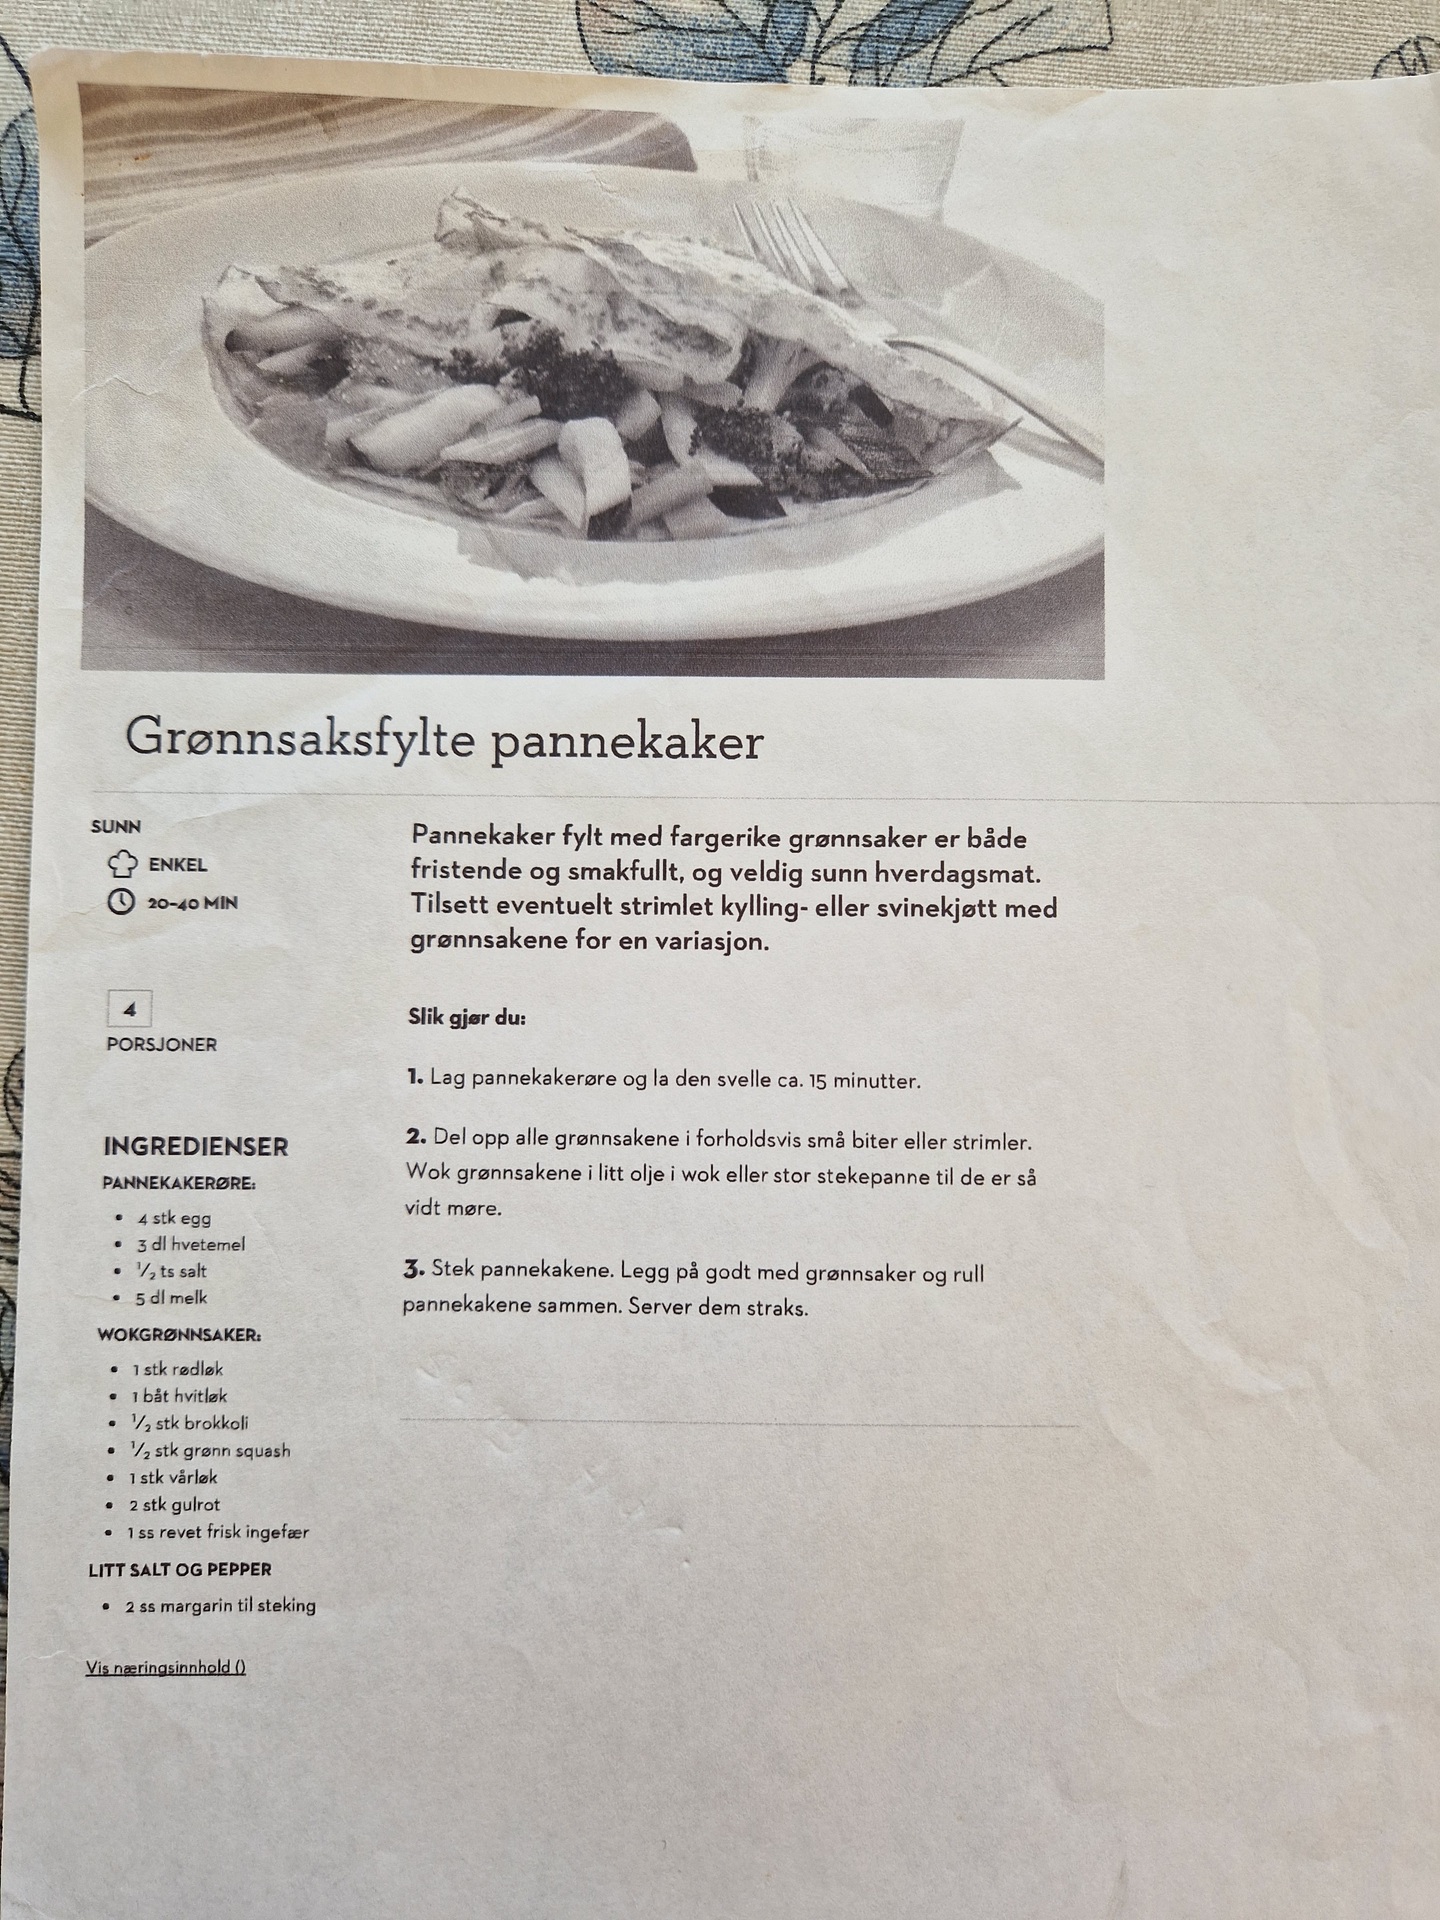 Grønnsaksfylte pannekaker
SUNN
ENKEL
20-40 MIN
4
PORSJONER
INGREDIENSER
PANNEKAKERØRE:
• 4 stk egg
• 3 dl hvetemel
• ½ ts salt
• 5 dl melk
WOKGRØNNSAKER:
• 1 stk rødløk
• 1 båt hvitløk
• ½ stk brokkoli
• ½ stk grønn squash
• 1 stk vårløk
• 2 stk gulrot
• 1 ss revet frisk ingefær
LITT SALT OG PEPPER
• 2 ss margarin til steking
Vis næringsinnhold ()
Pannekaker fylt med fargerike grønnsaker er både
fristende og smakfullt, og veldig sunn hverdagsmat.
Tilsett eventuelt strimlet kylling- eller svinekjøtt med
grønnsakene for en variasjon.
Slik gjør du:
1. Lag pannekakerøre og la den svelle ca. 15 minutter.
2. Del opp alle grønnsakene i forholdsvis små biter eller strimler.
Wok grønnsakene i litt olje i wok eller stor stekepanne til de er så
vidt møre.
3. Stek pannekakene. Legg på godt med grønnsaker og rull
pannekakene sammen. Server dem straks.